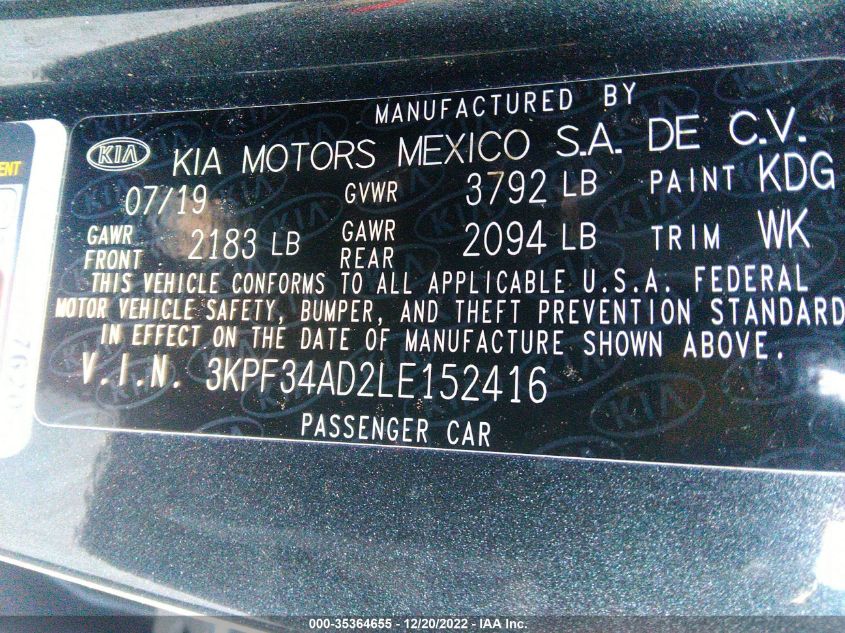 MANUFACTURED BY
KIA KIA MOTORS MEXICO S.A. DE C.V.
07/19 GVWR 3792 LB PAINT KDG
GAWR FRONT 2183 LB GAWR REAR 2094 LB TRIM WK
THIS VEHICLE CONFORMS TO ALL APPLICABLE U.S.A. FEDERAL
MOTOR VEHICLE SAFETY, BUMPER, AND THEFT PREVENTION STANDARD
IN EFFECT ON THE DATE OF MANUFACTURE SHOWN ABOVE.
V.I.N. 3KPF34AD2LE152416
PASSENGER CAR
000-35364655 - 12/20/2022 - IAA Inc.